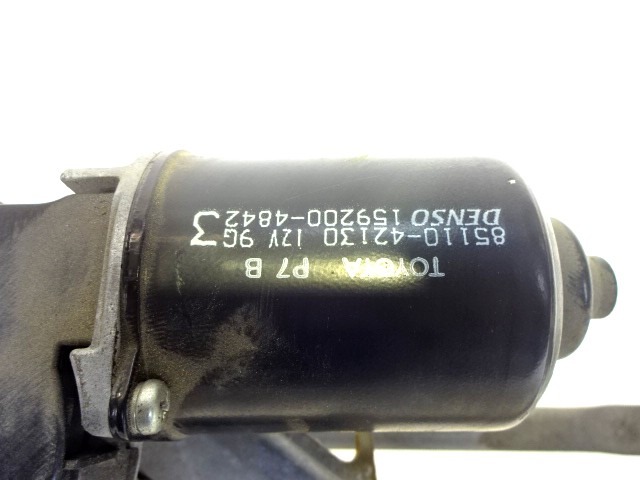 TOYOTA P7 B
85110-42130 12V 9G
DENSO 159200-4842
3